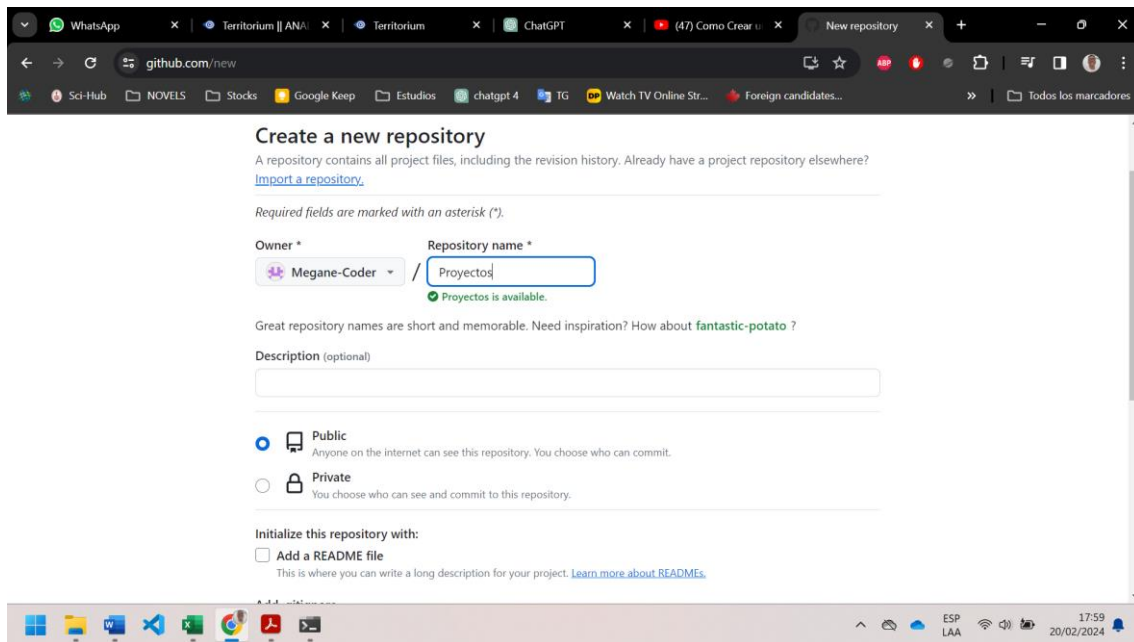 WhatsApp
Territorium || ANAL
Territorium
ChatGPT
(47) Como Crear u
New repository
github.com/new
ABP
Sci-Hub
NOVELS
Stocks
Google Keep
Estudios
chatgpt 4
TG
DP Watch TV Online Str...
Foreign candidates...
»
Todos los marcadores
Create a new repository
A repository contains all project files, including the revision history. Already have a project repository elsewhere?
Import a repository.
Required fields are marked with an asterisk (*).
Owner *
Repository name *
Megane-Coder / Proyectos
Proyectos is available.
Great repository names are short and memorable. Need inspiration? How about fantastic-potato ?
Description (optional)
Public
Anyone on the internet can see this repository. You choose who can commit.
Private
You choose who can see and commit to this repository.
Initialize this repository with:
Add a README file
This is where you can write a long description for your project. Learn more about READMEs.
ESP
LAA
17:59
20/02/2024